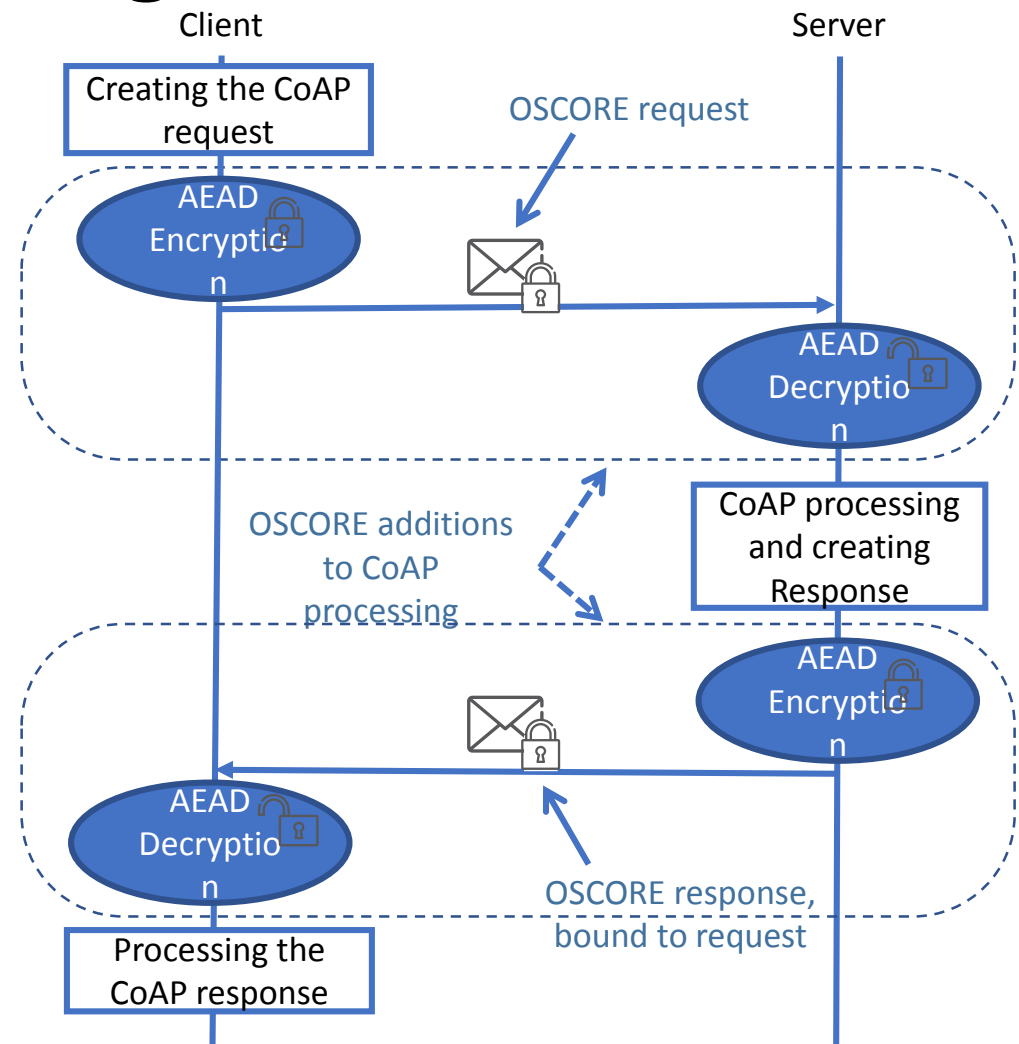 Client
Server
Creating the CoAP
request
OSCORE request
AEAD
Encryptio
n
AEAD
Decryptio
n
OSCORE additions
to CoAP
processing
CoAP processing
and creating
Response
AEAD
Encryptio
n
AEAD
Decryptio
n
OSCORE response,
bound to request
Processing the
CoAP response